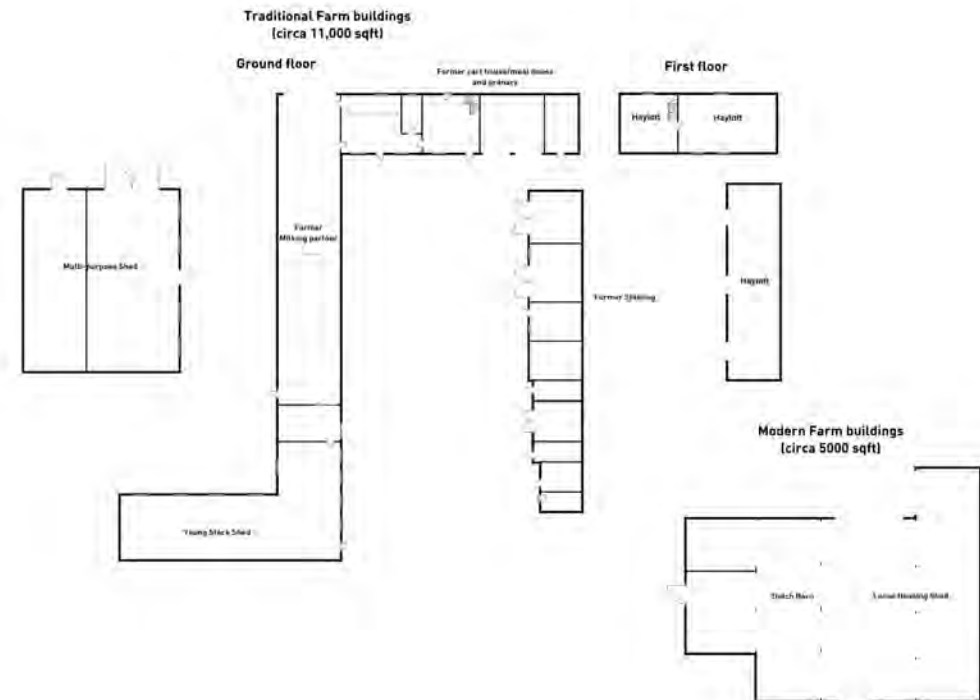 Traditional Farm buildings
(circa 11,000 sqft)
Ground floor
Former cart house/meal house
and granary
First floor
Hayloft
Hayloft
Former
Milking parlour
Multi-purpose Shed
Former Stabling
Hayloft
Modern Farm buildings
(circa 5000 sqft)
Young Stock Shed
Dutch Barn
Loose Housing Shed